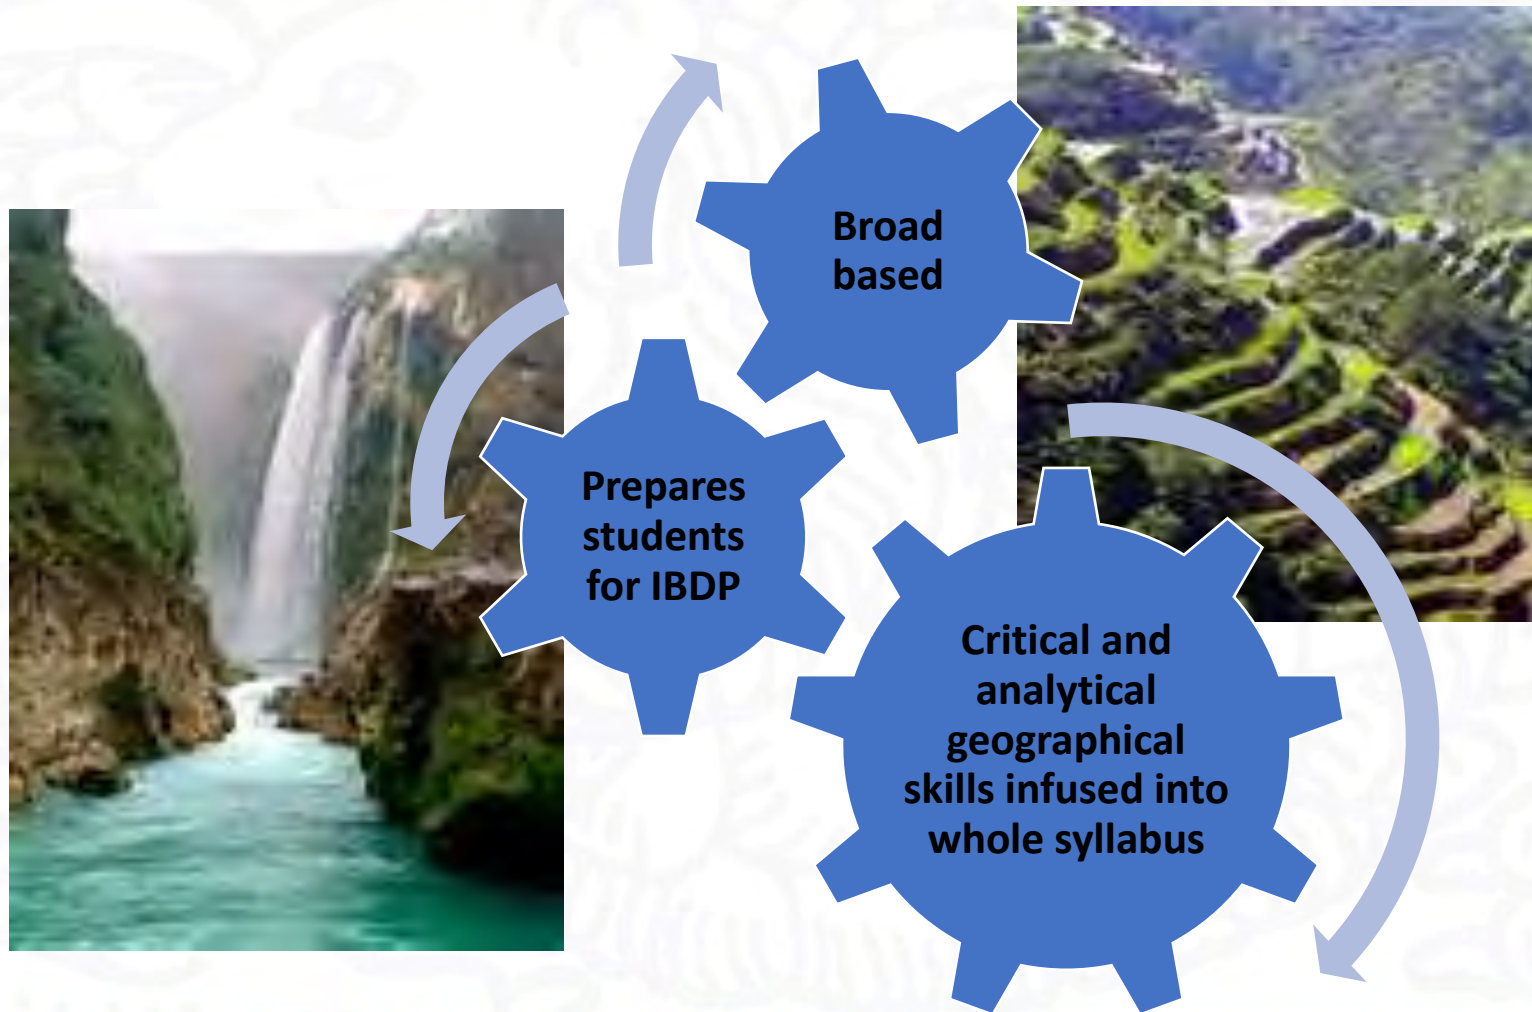 Broad
based
Prepares
students
for IBDP
Critical and
analytical
geographical
skills infused into
whole syllabus